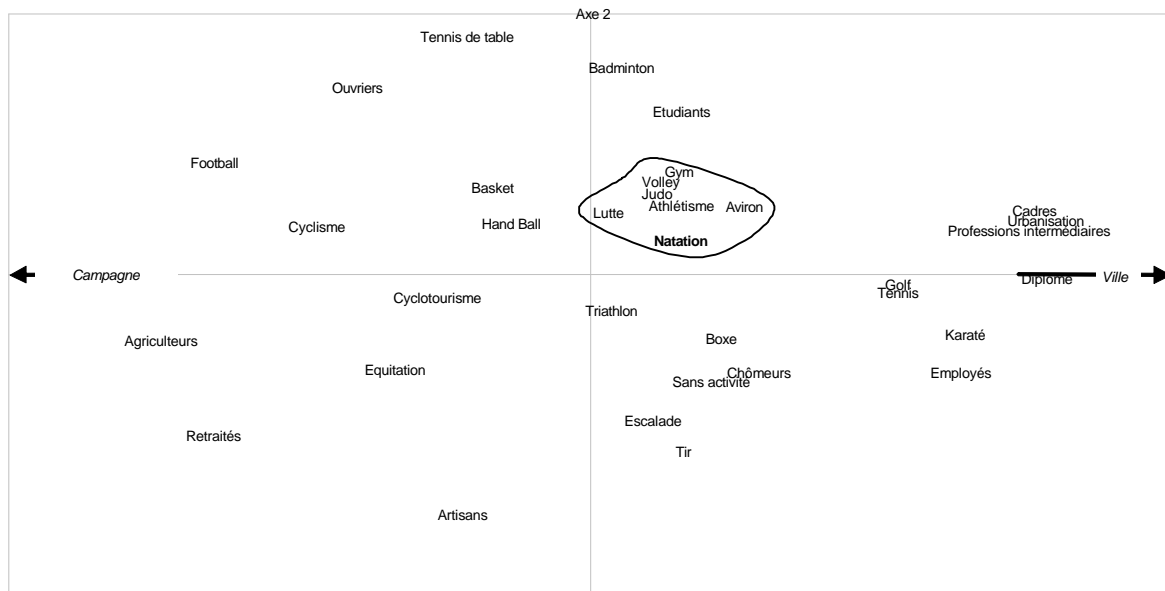 Axe 2
Tennis de table
Badminton
Ouvriers
Etudiants
Football
Gym
Volley
Basket
Judo
Athlétisme
Aviron
Lutte
Cadres
Hand Ball
Urbanisation
Cyclisme
Professions intermédiaires
Natation
Campagne
Diplome
Ville
Golf
Tennis
Cyclotourisme
Triathlon
Karaté
Agriculteurs
Boxe
Equitation
Chômeurs
Employés
Sans activité
Escalade
Retraités
Tir
Artisans